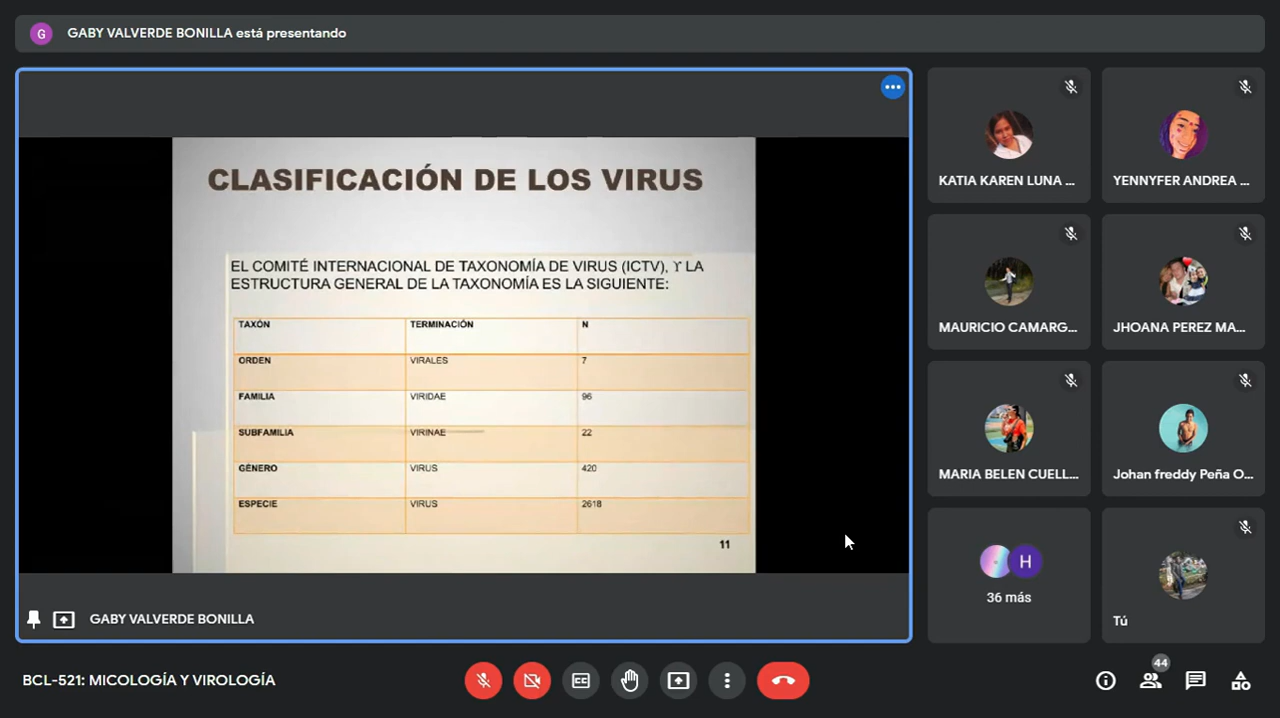 G
GABY VALVERDE BONILLA está presentando
CLASIFICACIÓN DE LOS VIRUS
EL COMITÉ INTERNACIONAL DE TAXONOMÍA DE VIRUS (ICTV), Y LA
ESTRUCTURA GENERAL DE LA TAXONOMÍA ES LA SIGUIENTE:
TAXÓN TERMINACIÓN N
ORDEN VIRALES 7
FAMILIA VIRIDAE 96
SUBFAMILIA VIRINAE 22
GÉNERO VIRUS 420
ESPECIE VIRUS 2618
11
GABY VALVERDE BONILLA
KATIA KAREN LUNA ...
YENNYFER ANDREA ...
MAURICIO CAMARG...
JHOANA PEREZ MA...
MARIA BELEN CUELL...
Johan freddy Peña O...
H
36 más
Tú
BCL-521: MICOLOGÍA Y VIROLOGÍA
CC
44